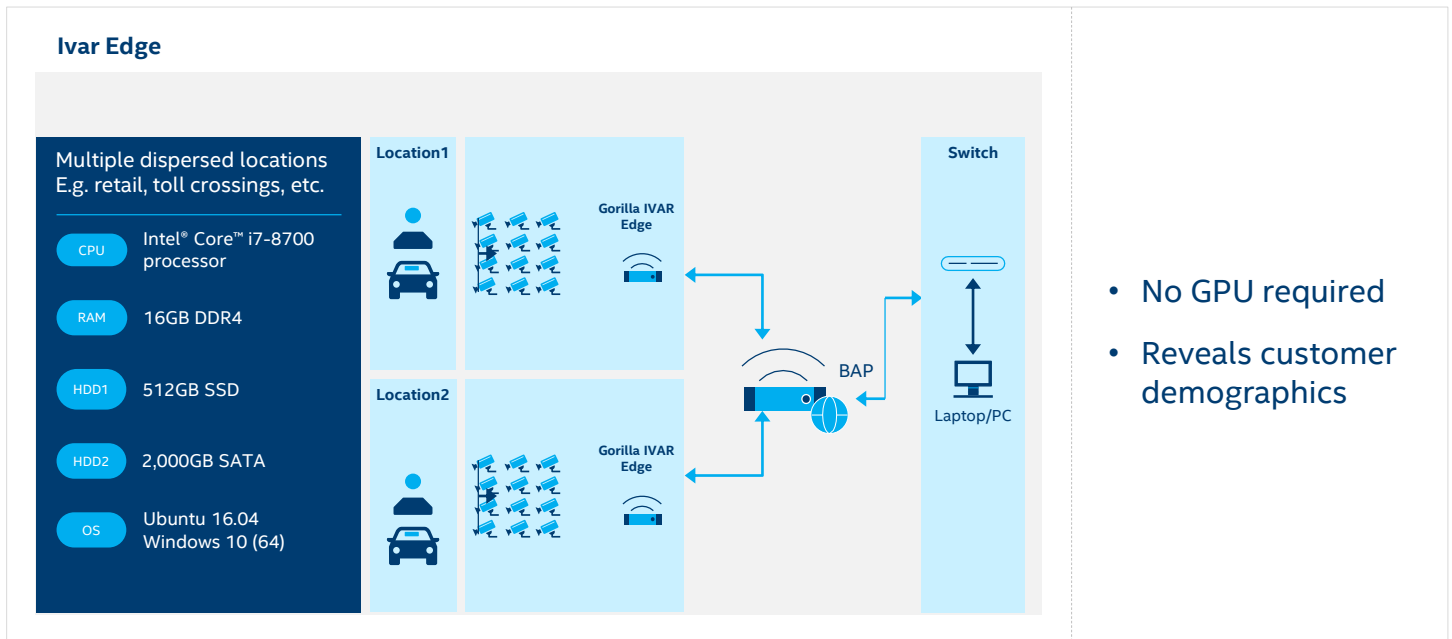 Ivar Edge
Multiple dispersed locations
E.g. retail, toll crossings, etc.
CPU
Intel® Core™ i7-8700
processor
RAM
16GB DDR4
HDD1
512GB SSD
HDD2
2,000GB SATA
OS
Ubuntu 16.04
Windows 10 (64)
Location1
Gorilla IVAR
Edge
Location2
Gorilla IVAR
Edge
BAP
Switch
Laptop/PC
• No GPU required
• Reveals customer
demographics